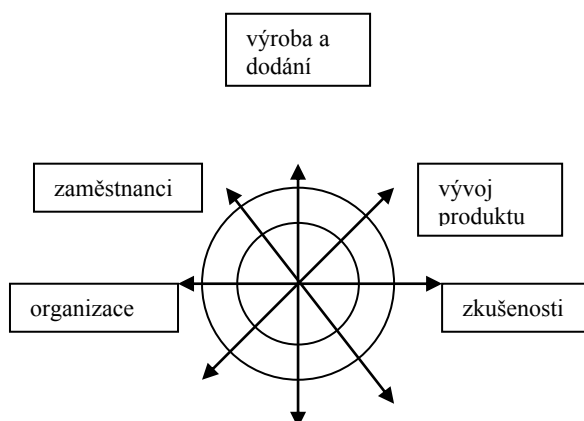 výroba a
dodání
zaměstnanci
vývoj
produktu
organizace
zkušenosti